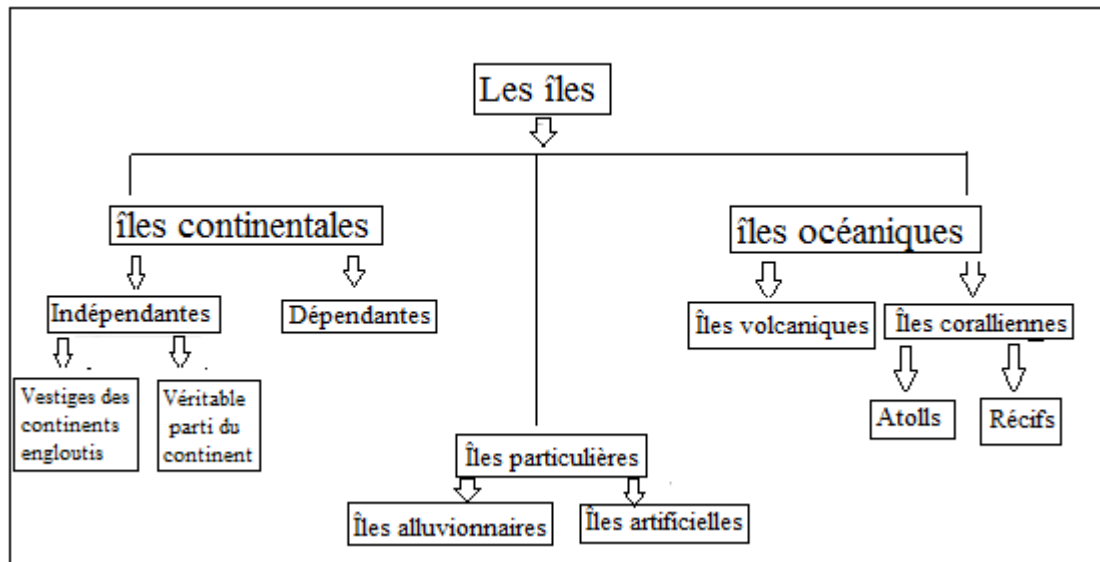 Les îles
îles continentales
îles océaniques
Indépendantes
Dépendantes
Îles volcaniques
Îles coralliennes
Vestiges des
continents
engloutis
Véritable
parti du
continent
Atolls
Récifs
Îles particulières
Îles alluvionnaires
Îles artificielles